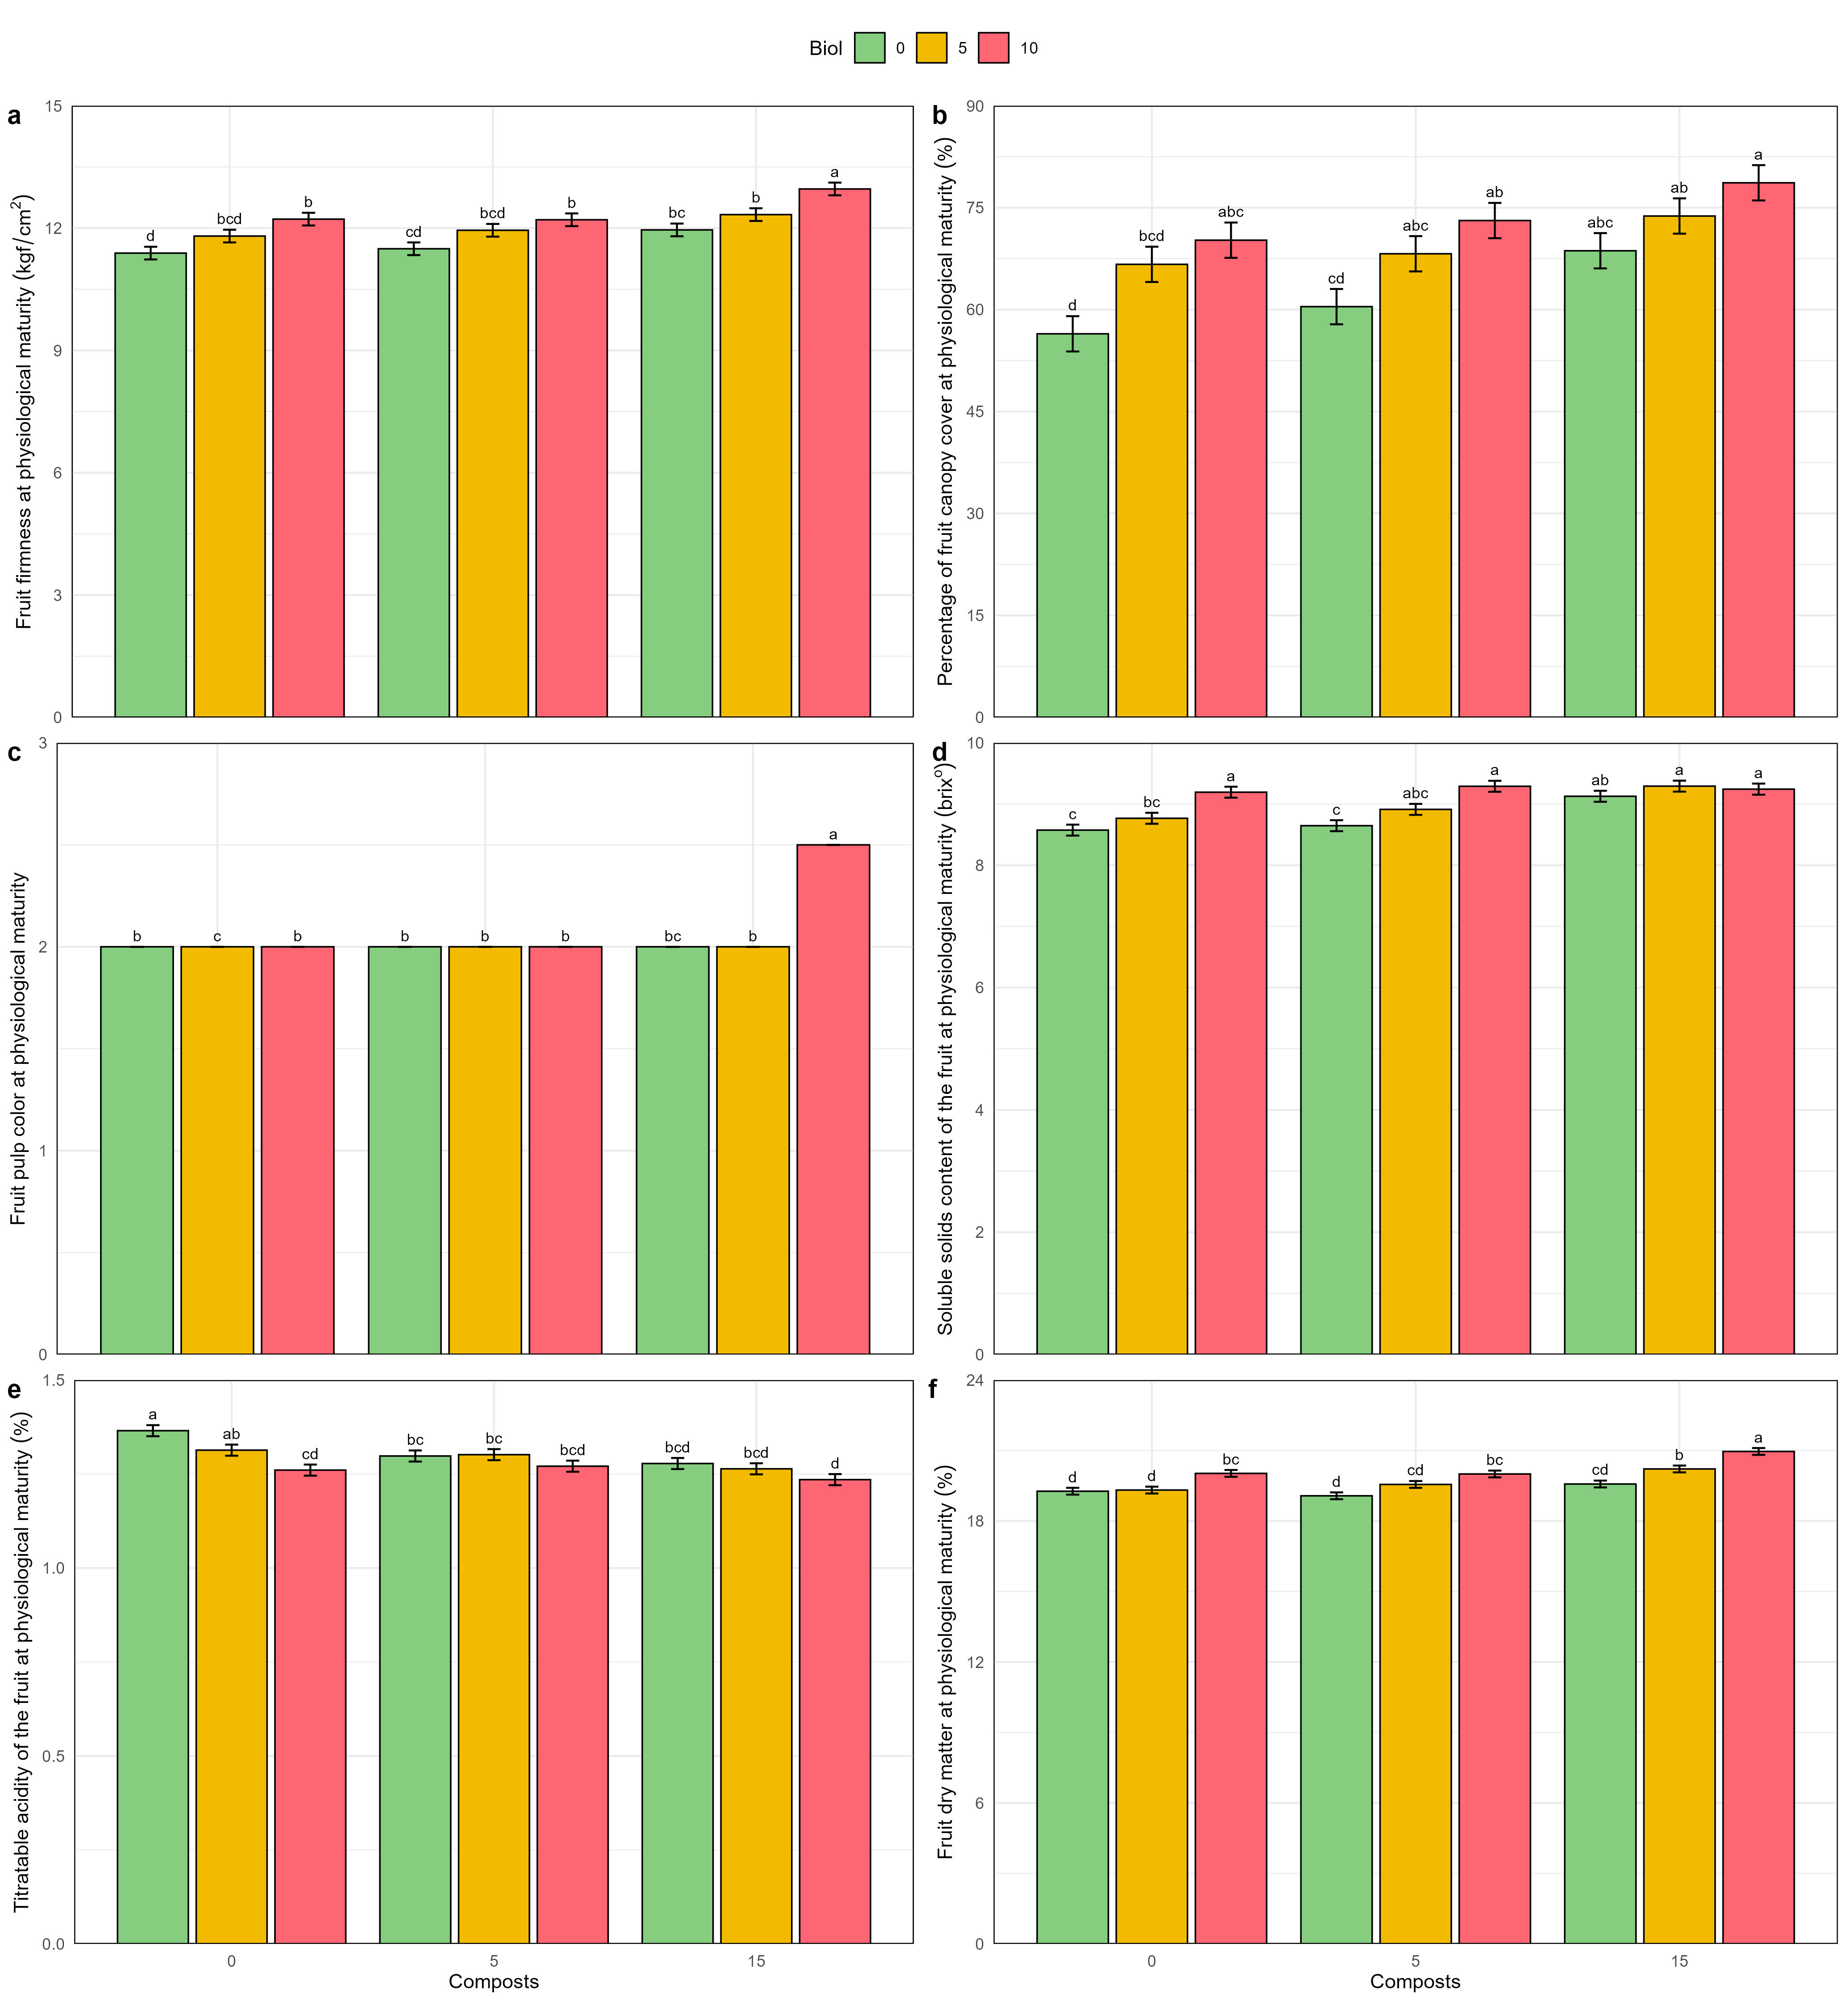 Biol 0 5 10
a
Fruit firmness at physiological maturity (kgf/cm²)
15
12
9
6
3
0
d bcd b cd bcd b bc b a
b
Percentage of fruit canopy cover at physiological maturity (%)
90
75
60
45
30
15
0
d bcd abc cd abc ab abc ab a
c
Fruit pulp color at physiological maturity
3
2
1
0
b c b b b b bc b a
d
Soluble solids content of the fruit at physiological maturity (brixº)
10
8
6
4
2
0
c bc a c abc a ab a a
e
Titratable acidity of the fruit at physiological maturity (%)
1.5
1.0
0.5
0.0
a ab cd bc bc bcd bcd bcd d
0 5 15
Composts
f
Fruit dry matter at physiological maturity (%)
24
18
12
6
0
d d bc d cd bc cd b a
0 5 15
Composts